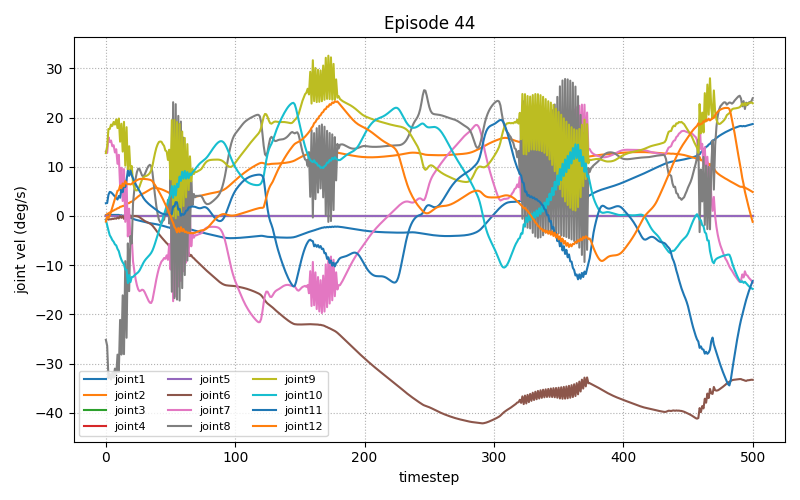 Episode 44
joint vel (deg/s)
30
20
10
0
−10
−20
−30
−40
joint1
joint2
joint3
joint4
joint5
joint6
joint7
joint8
joint9
joint10
joint11
joint12
0
100
200
300
400
500
timestep